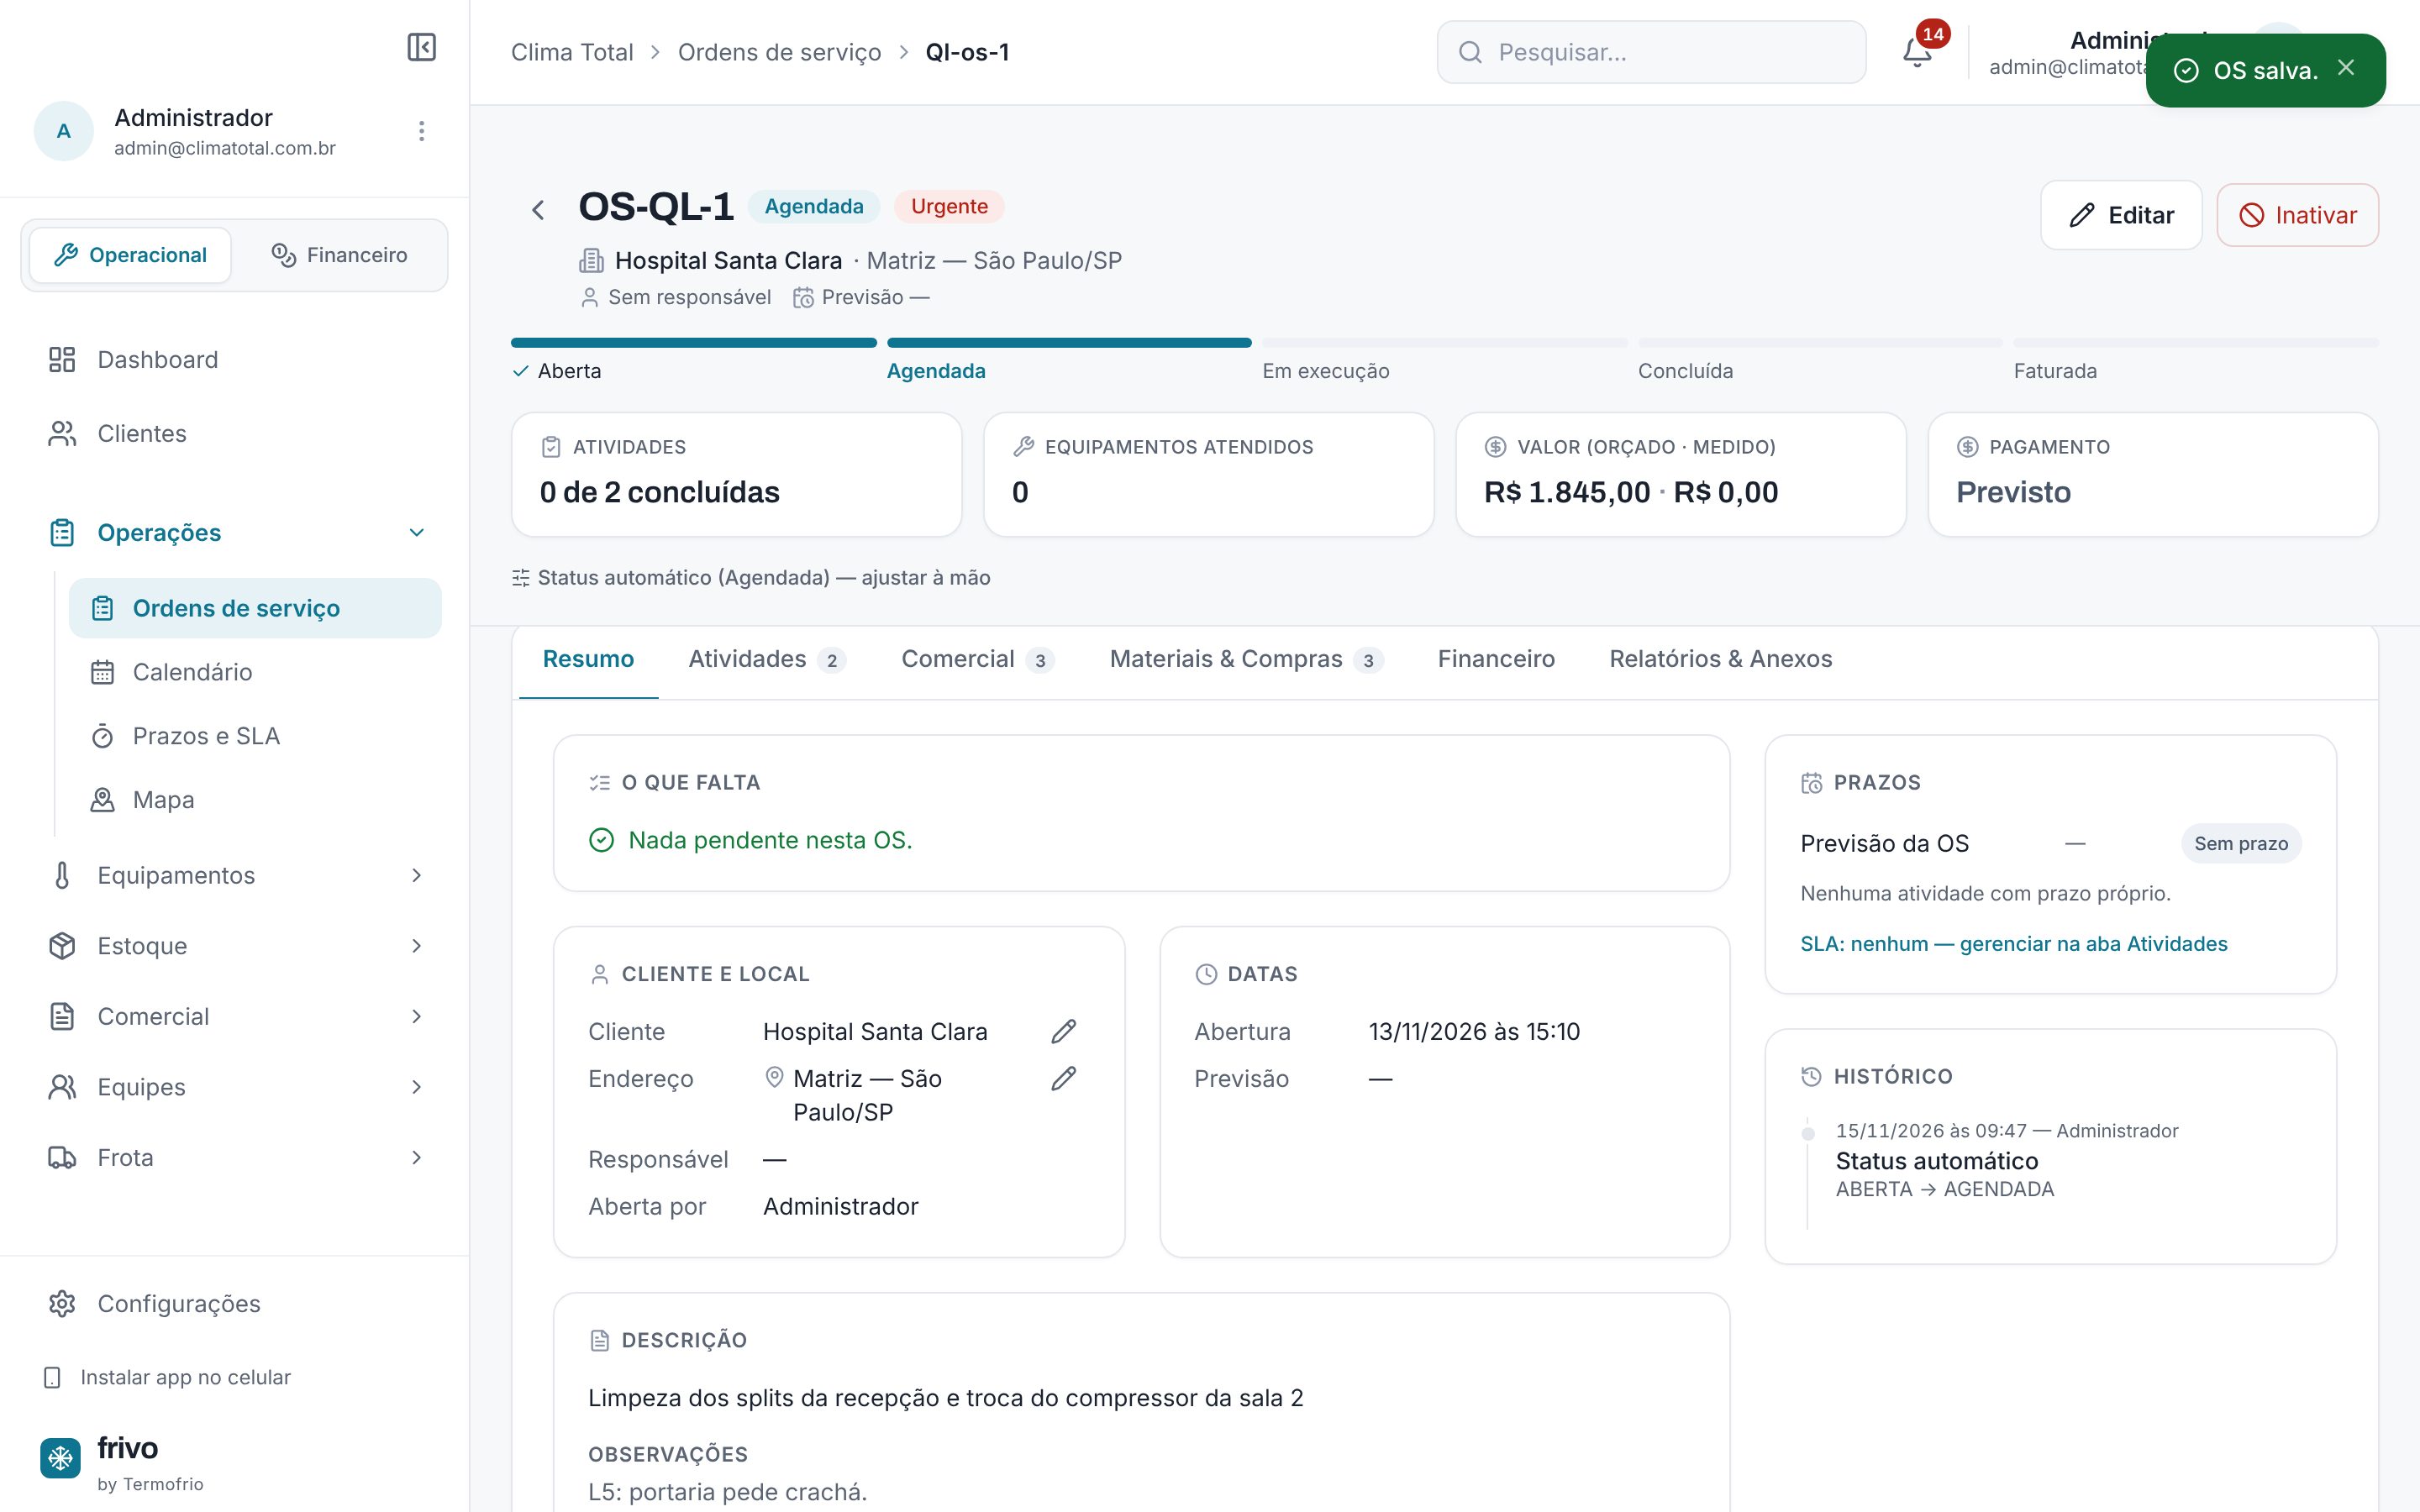 Administrador
admin@climatotal.com.br
A
Operacional
Financeiro
Dashboard
Clientes
Operações
Ordens de serviço
Calendário
Prazos e SLA
Mapa
Equipamentos
Estoque
Comercial
Equipes
Frota
Configurações
Instalar app no celular
frivo
by Termofrio
Clima Total
Ordens de serviço
Ql-os-1
Pesquisar...
14
OS salva.
OS-QL-1
Agendada
Urgente
Hospital Santa Clara · Matriz — São Paulo/SP
Sem responsável
Previsão —
Editar
Inativar
Aberta
Agendada
Em execução
Concluída
Faturada
ATIVIDADES
0 de 2 concluídas
EQUIPAMENTOS ATENDIDOS
0
VALOR (ORÇADO · MEDIDO)
R$ 1.845,00 · R$ 0,00
PAGAMENTO
Previsto
Status automático (Agendada) — ajustar à mão
Resumo
Atividades 2
Comercial 3
Materiais & Compras 3
Financeiro
Relatórios & Anexos
O QUE FALTA
Nada pendente nesta OS.
CLIENTE E LOCAL
Cliente Hospital Santa Clara
Endereço Matriz — São
Paulo/SP
Responsável —
Aberta por Administrador
DATAS
Abertura 13/11/2026 às 15:10
Previsão —
PRAZOS
Previsão da OS — Sem prazo
Nenhuma atividade com prazo próprio.
SLA: nenhum — gerenciar na aba Atividades
HISTÓRICO
15/11/2026 às 09:47 — Administrador
Status automático
ABERTA → AGENDADA
DESCRIÇÃO
Limpeza dos splits da recepção e troca do compressor da sala 2
OBSERVAÇÕES
L5: portaria pede crachá.